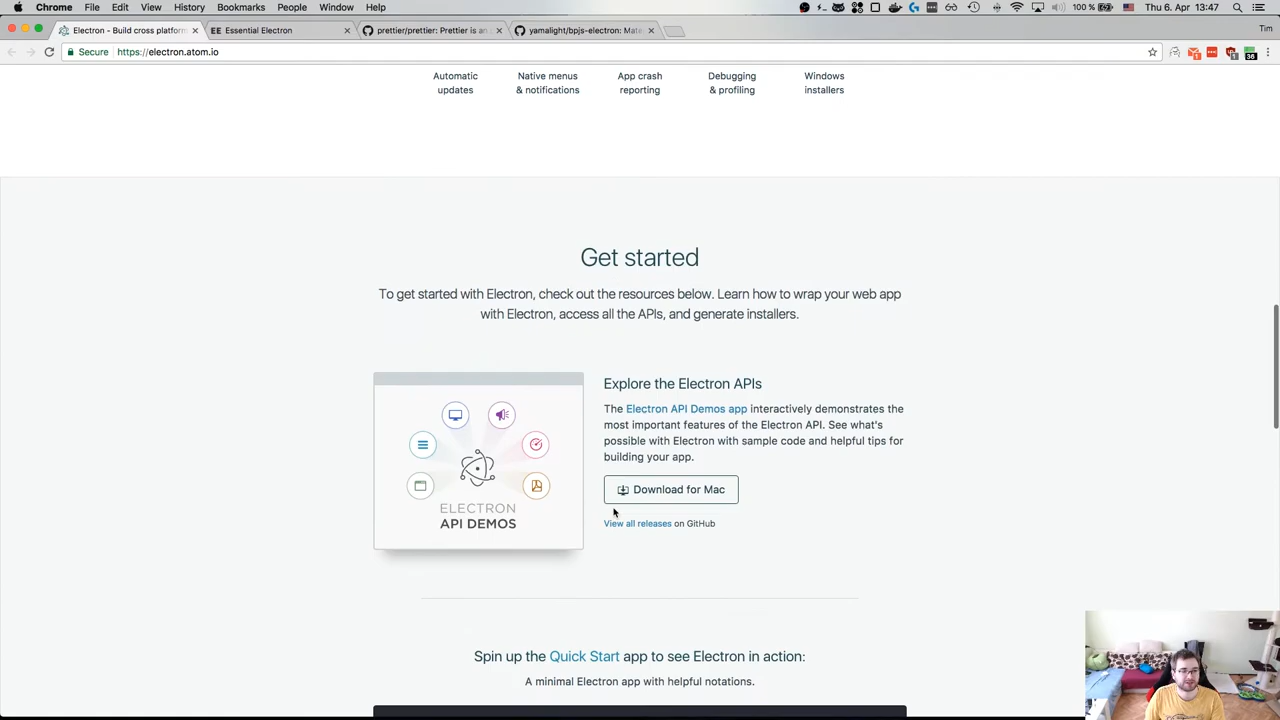 Chrome File Edit View History Bookmarks People Window Help
100 % Thu 6. Apr 13:47
Electron - Build cross platform
EE Essential Electron
prettier/prettier: Prettier is an
yamalight/bpjs-electron: Mate
Tim
Secure https://electron.atom.io
Automatic updates
Native menus & notifications
App crash reporting
Debugging & profiling
Windows installers
Get started
To get started with Electron, check out the resources below. Learn how to wrap your web app
with Electron, access all the APIs, and generate installers.
ELECTRON
API DEMOS
Explore the Electron APIs
The Electron API Demos app interactively demonstrates the
most important features of the Electron API. See what's
possible with Electron with sample code and helpful tips for
building your app.
Download for Mac
View all releases on GitHub
Spin up the Quick Start app to see Electron in action:
A minimal Electron app with helpful notations.